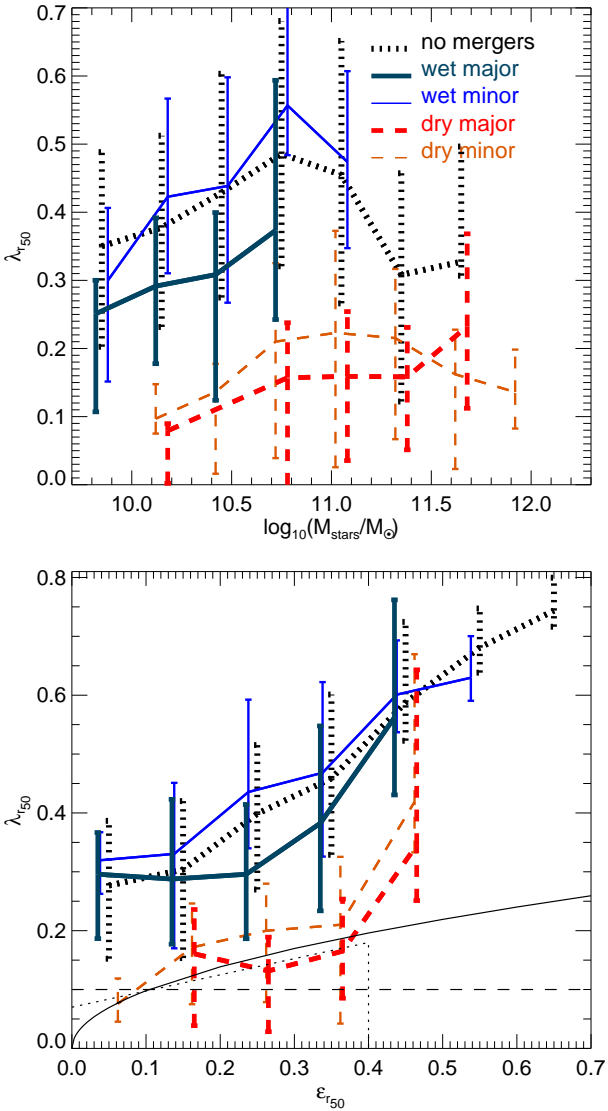 0.7
0.6
0.5
0.4
0.3
0.2
0.1
0.0
λr50
no mergers
wet major
wet minor
dry major
dry minor
10.0 10.5 11.0 11.5 12.0
log10(Mstars/M⊙)
0.8
0.6
0.4
0.2
0.0
λr50
0.0 0.1 0.2 0.3 0.4 0.5 0.6 0.7
εr50